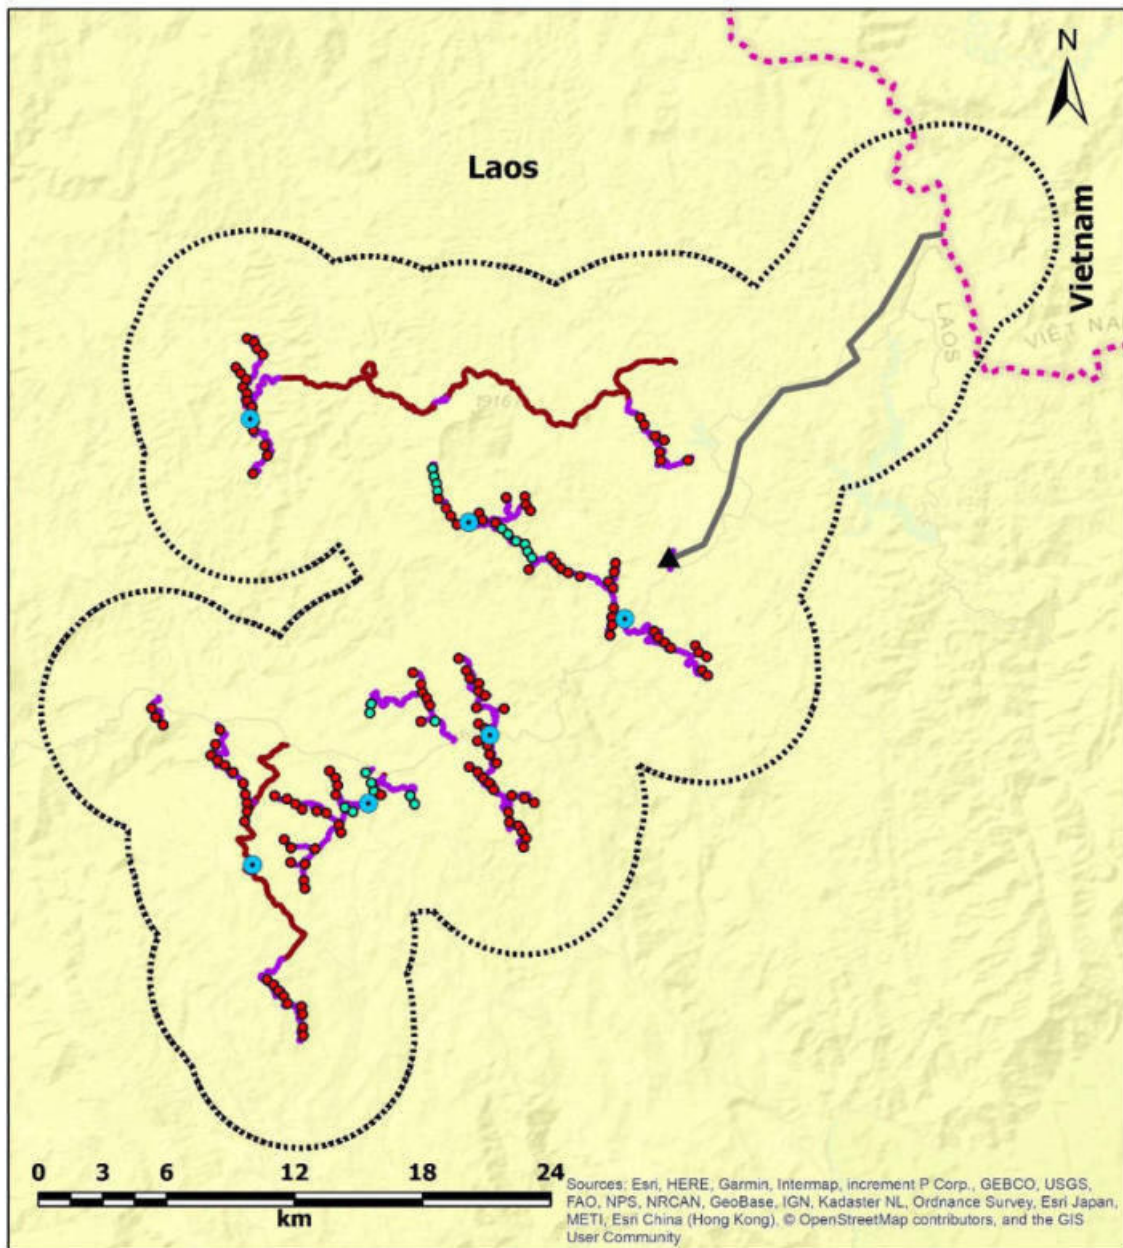 N
Laos
Vietnam
LAOS
VIÊT NA
1916
0 3 6 12 18 24
km
Sources: Esri, HERE, Garmin, Intermap, increment P Corp., GEBCO, USGS,
FAO, NPS, NRCAN, GeoBase, IGN, Kadaster NL, Ordnance Survey, Esri Japan,
METI, Esri China (Hong Kong), © OpenStreetMap contributors, and the GIS
User Community